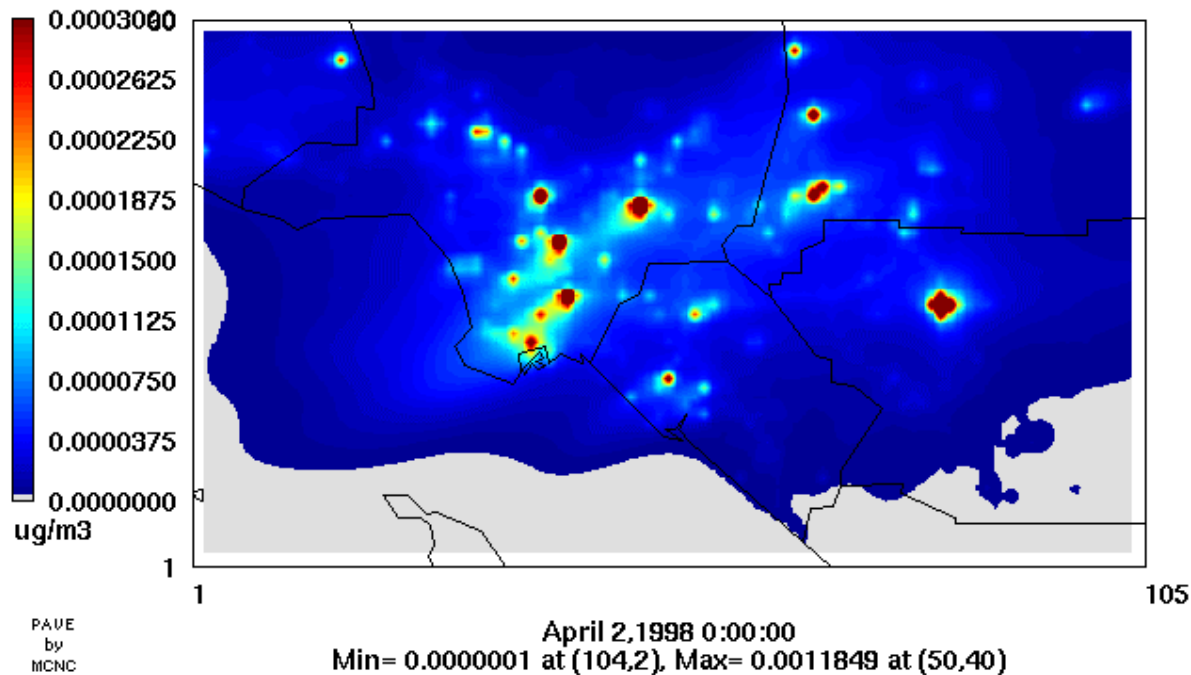 0.0003000
0.0002625
0.0002250
0.0001875
0.0001500
0.0001125
0.0000750
0.0000375
0.0000000
ug/m3
60
1
1
105
PAVE
by
MCNC
April 2,1998 0:00:00
Min= 0.0000001 at (104,2), Max= 0.0011849 at (50,40)